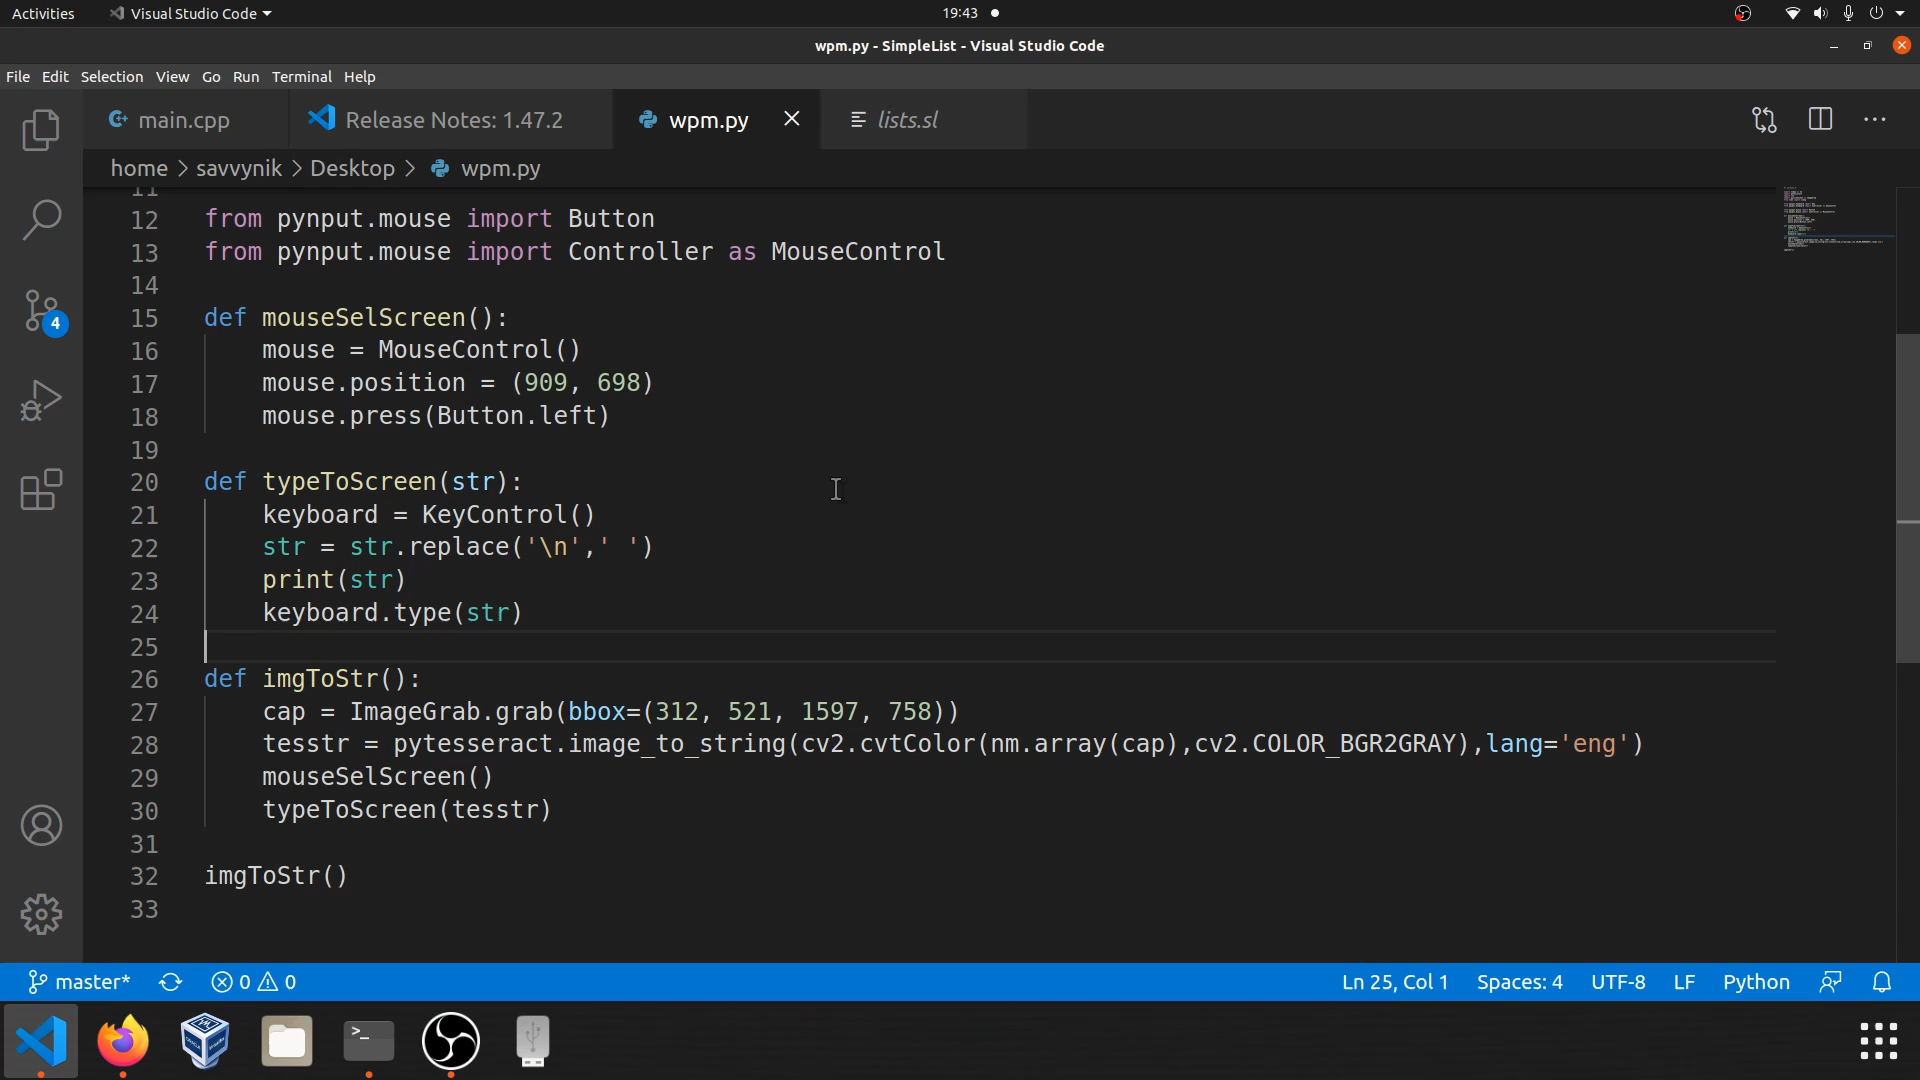 Activities
Visual Studio Code
19:43
wpm.py - SimpleList - Visual Studio Code
File Edit Selection View Go Run Terminal Help
main.cpp
Release Notes: 1.47.2
wpm.py
lists.sl
home > savvynik > Desktop > wpm.py
11
12 from pynput.mouse import Button
13 from pynput.mouse import Controller as MouseControl
14
15 def mouseSelScreen():
16     mouse = MouseControl()
17     mouse.position = (909, 698)
18     mouse.press(Button.left)
19
20 def typeToScreen(str):
21     keyboard = KeyControl()
22     str = str.replace('\n',' ')
23     print(str)
24     keyboard.type(str)
25
26 def imgToStr():
27     cap = ImageGrab.grab(bbox=(312, 521, 1597, 758))
28     tesstr = pytesseract.image_to_string(cv2.cvtColor(nm.array(cap),cv2.COLOR_BGR2GRAY),lang='eng')
29     mouseSelScreen()
30     typeToScreen(tesstr)
31
32 imgToStr()
33
4
master*
0
0
Ln 25, Col 1
Spaces: 4
UTF-8
LF
Python
>_